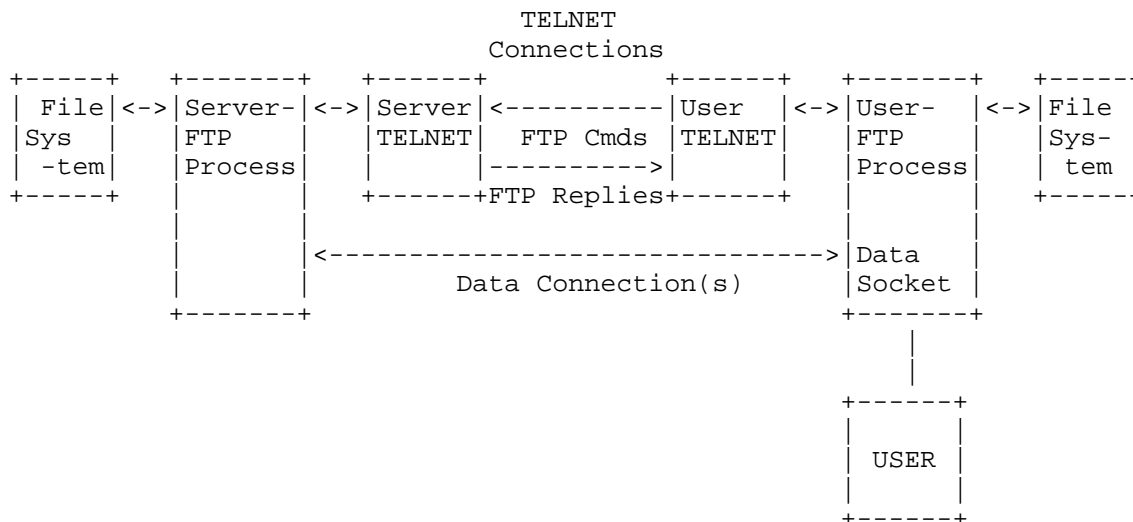 TELNET
Connections
File <-> Server- <-> Server <---------- User <-> User- <-> File
Sys FTP TELNET FTP Cmds TELNET FTP Sys-
-tem Process ----------> Process tem
FTP Replies
<-------------------------------> Data
Data Connection(s) Socket
USER